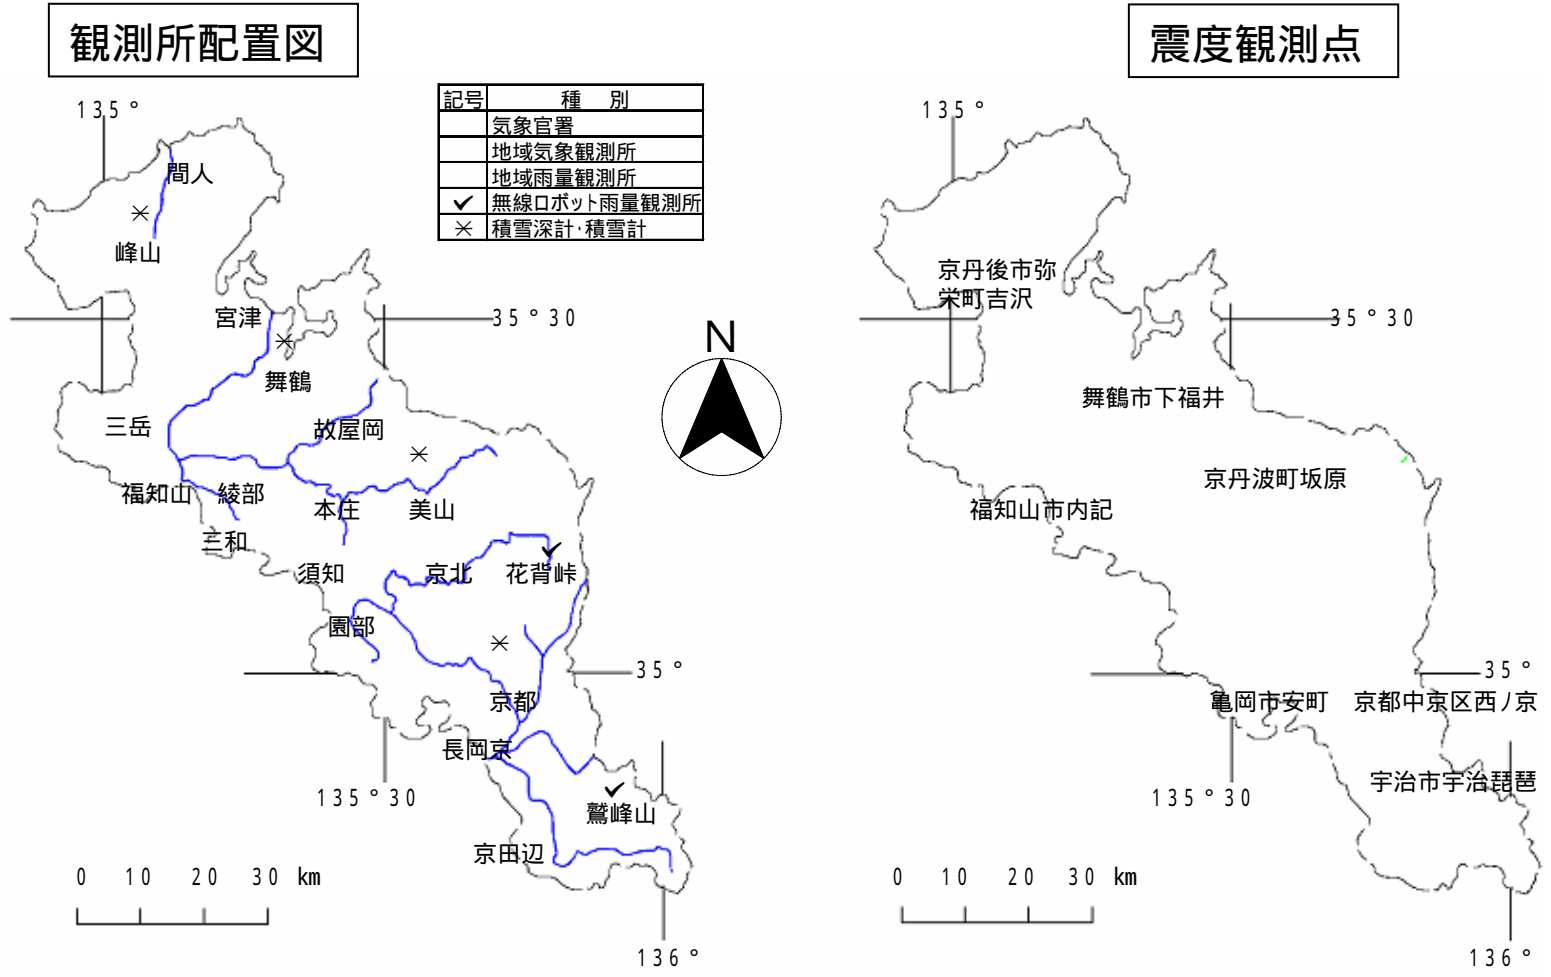 観測所配置図
記号 種 別
気象官署
地域気象観測所
地域雨量観測所
無線ロボット雨量観測所
積雪深計・積雪計
135°
間人
峰山
宮津
35°30
舞鶴
三岳
故屋岡
福知山
綾部
本庄
美山
三和
須知
京北
花背峠
園部
35°
京都
長岡京
135°30
鷲峰山
京田辺
0 10 20 30 km
136°
N
震度観測点
135°
京丹後市弥
栄町吉沢
35°30
舞鶴市下福井
京丹波町坂原
福知山市内記
35°
亀岡市安町
京都中京区西ノ京
宇治市宇治琵琶
135°30
0 10 20 30 km
136°